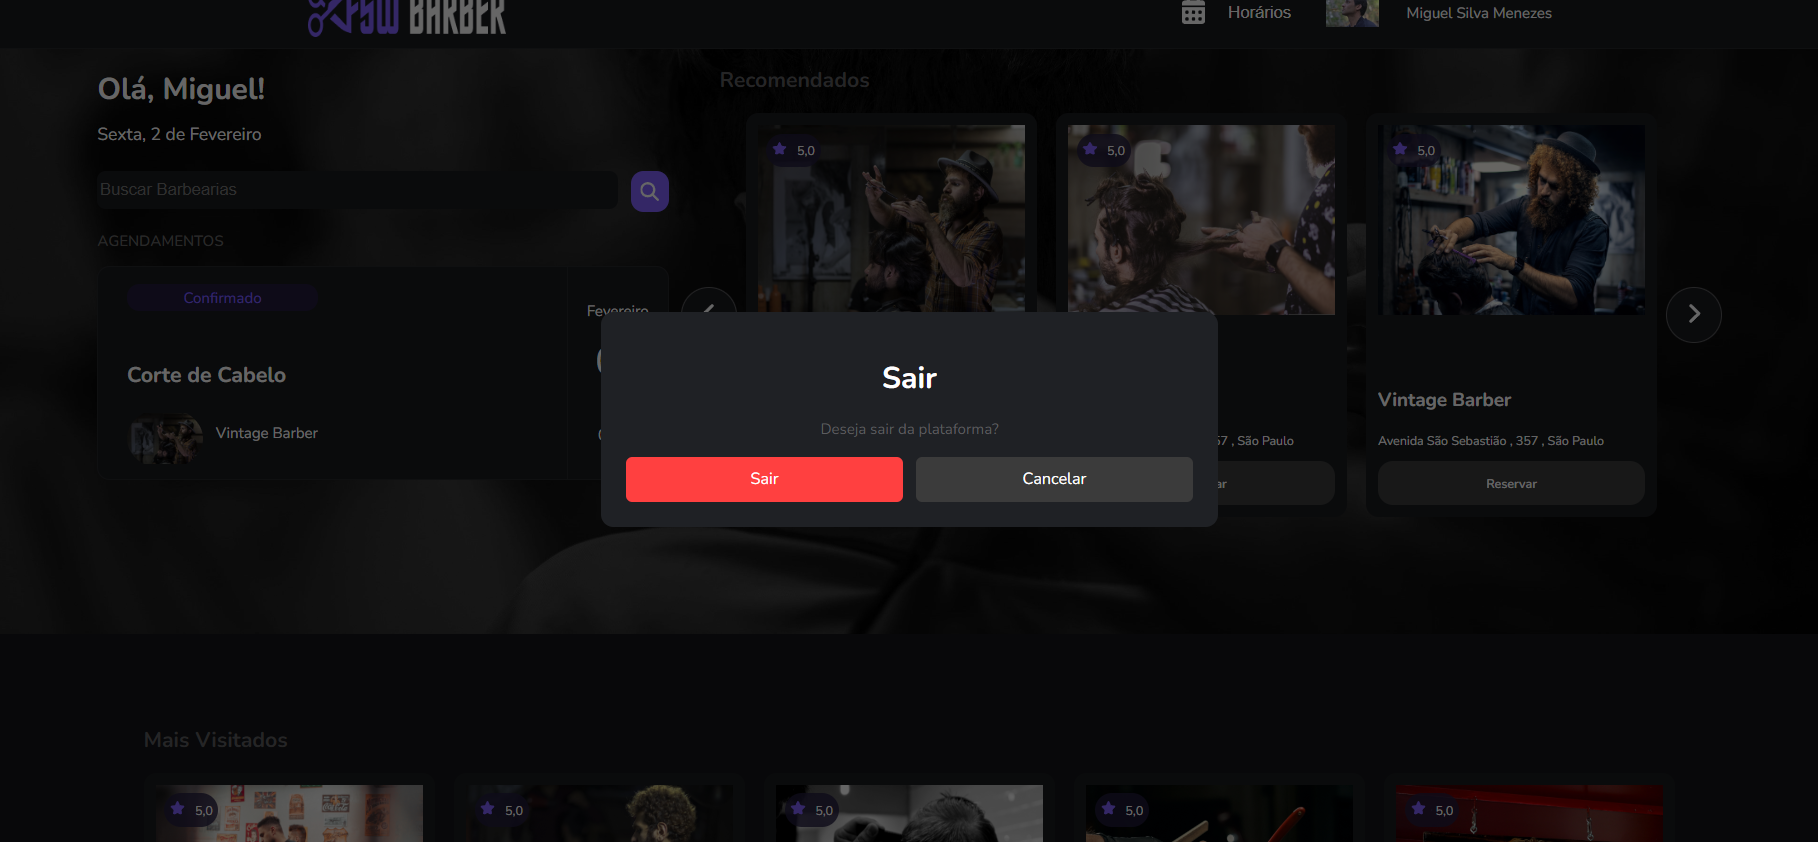 FSW BARBER
Horários
Miguel Silva Menezes
Olá, Miguel!
Sexta, 2 de Fevereiro
Buscar Barbearias
AGENDAMENTOS
Confirmado
Fevereiro
Corte de Cabelo
Vintage Barber
Recomendados
5,0
5,0
5,0
57 , São Paulo
ar
Vintage Barber
Avenida São Sebastião , 357 , São Paulo
Reservar
Sair
Deseja sair da plataforma?
Sair
Cancelar
Mais Visitados
5,0
5,0
5,0
5,0
5,0